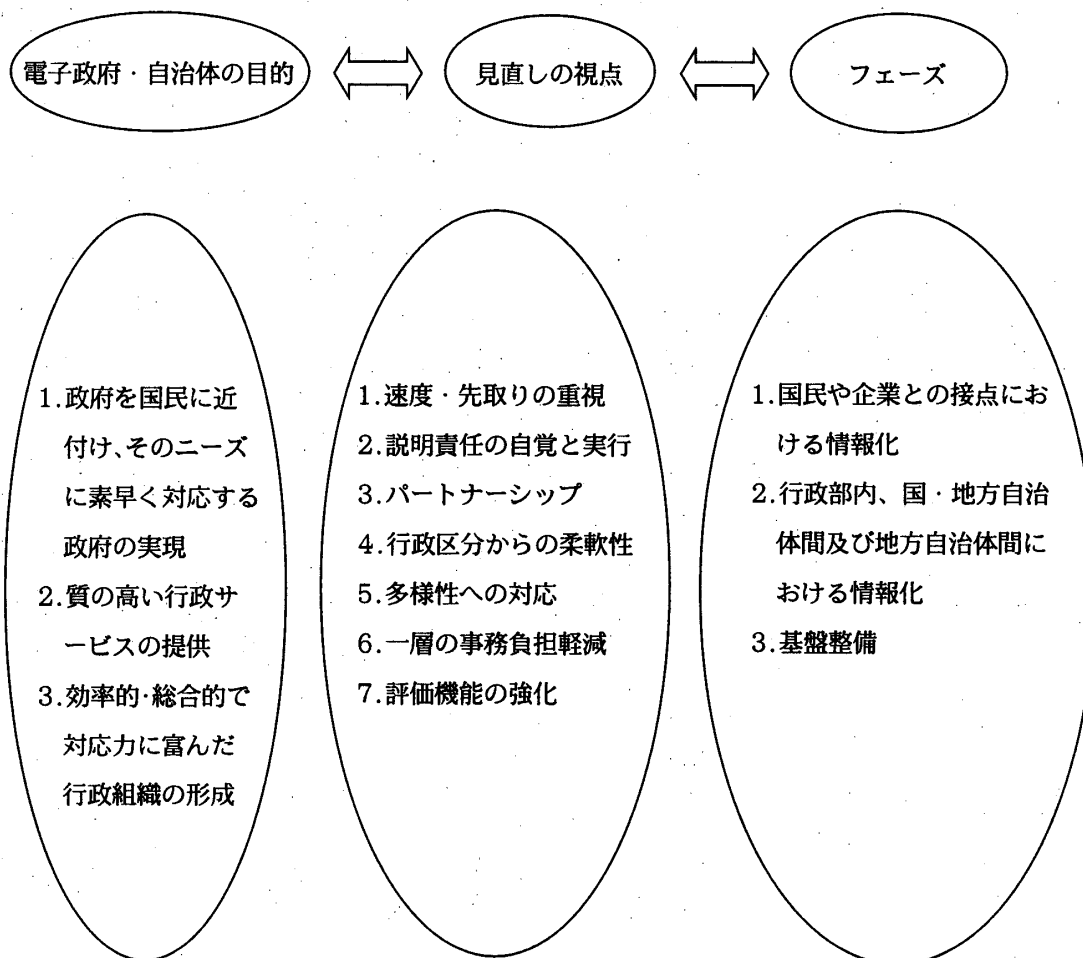 電子政府・自治体の目的
見直しの視点
フェーズ
1.政府を国民に近
付け、そのニーズ
に素早く対応する
政府の実現
2.質の高い行政サ
ービスの提供
3.効率的・総合的で
対応力に富んだ
行政組織の形成
1.速度・先取りの重視
2.説明責任の自覚と実行
3.パートナーシップ
4.行政区分からの柔軟性
5.多様性への対応
6.一層の事務負担軽減
7.評価機能の強化
1.国民や企業との接点にお
ける情報化
2.行政部内、国・地方自治
体間及び地方自治体間に
おける情報化
3.基盤整備